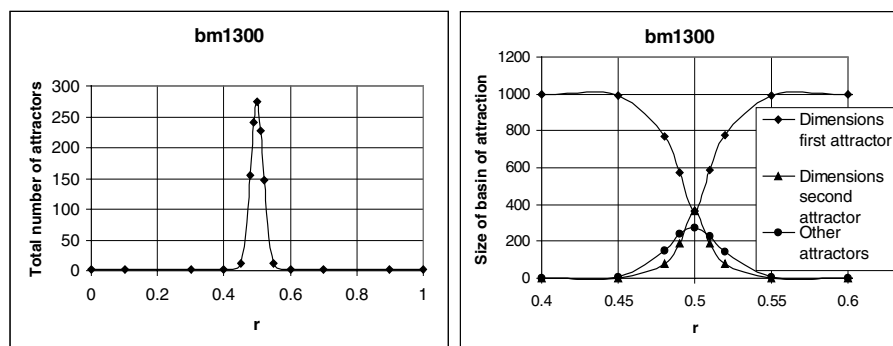 bm1300
Total number of attractors
300
250
200
150
100
50
0
0 0.2 0.4 0.6 0.8 1
r
bm1300
Size of basin of attraction
1200
1000
800
600
400
200
0
0.4 0.45 0.5 0.55 0.6
r
Dimensions
first attractor
Dimensions
second
attractor
Other
attractors